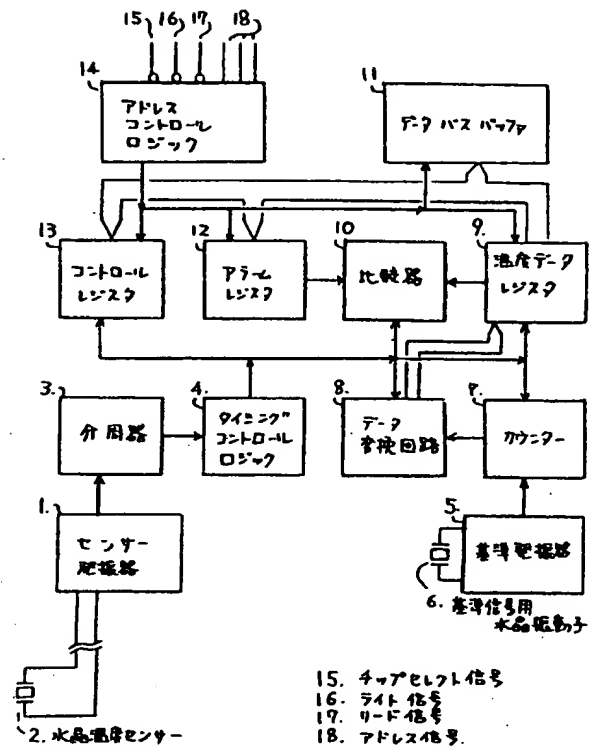 15. 16. 17. 18
14
アドレス
コントロール
ロジック
11
データ バス バッファ
13
コントロール
レジスタ
12
アラーム
レジスタ
10
比較器
9.
温度データ
レジスタ
3.
分周器
4.
タイミング
コントロール
ロジック
8.
データ
変換回路
7.
カウンター
1.
センサー
発振器
5.
基準発振器
6. 基準信号用
水晶振動子
2. 水晶温度センサー
15. チップセレクト信号
16. ライト信号
17. リード信号
18. アドレス信号.